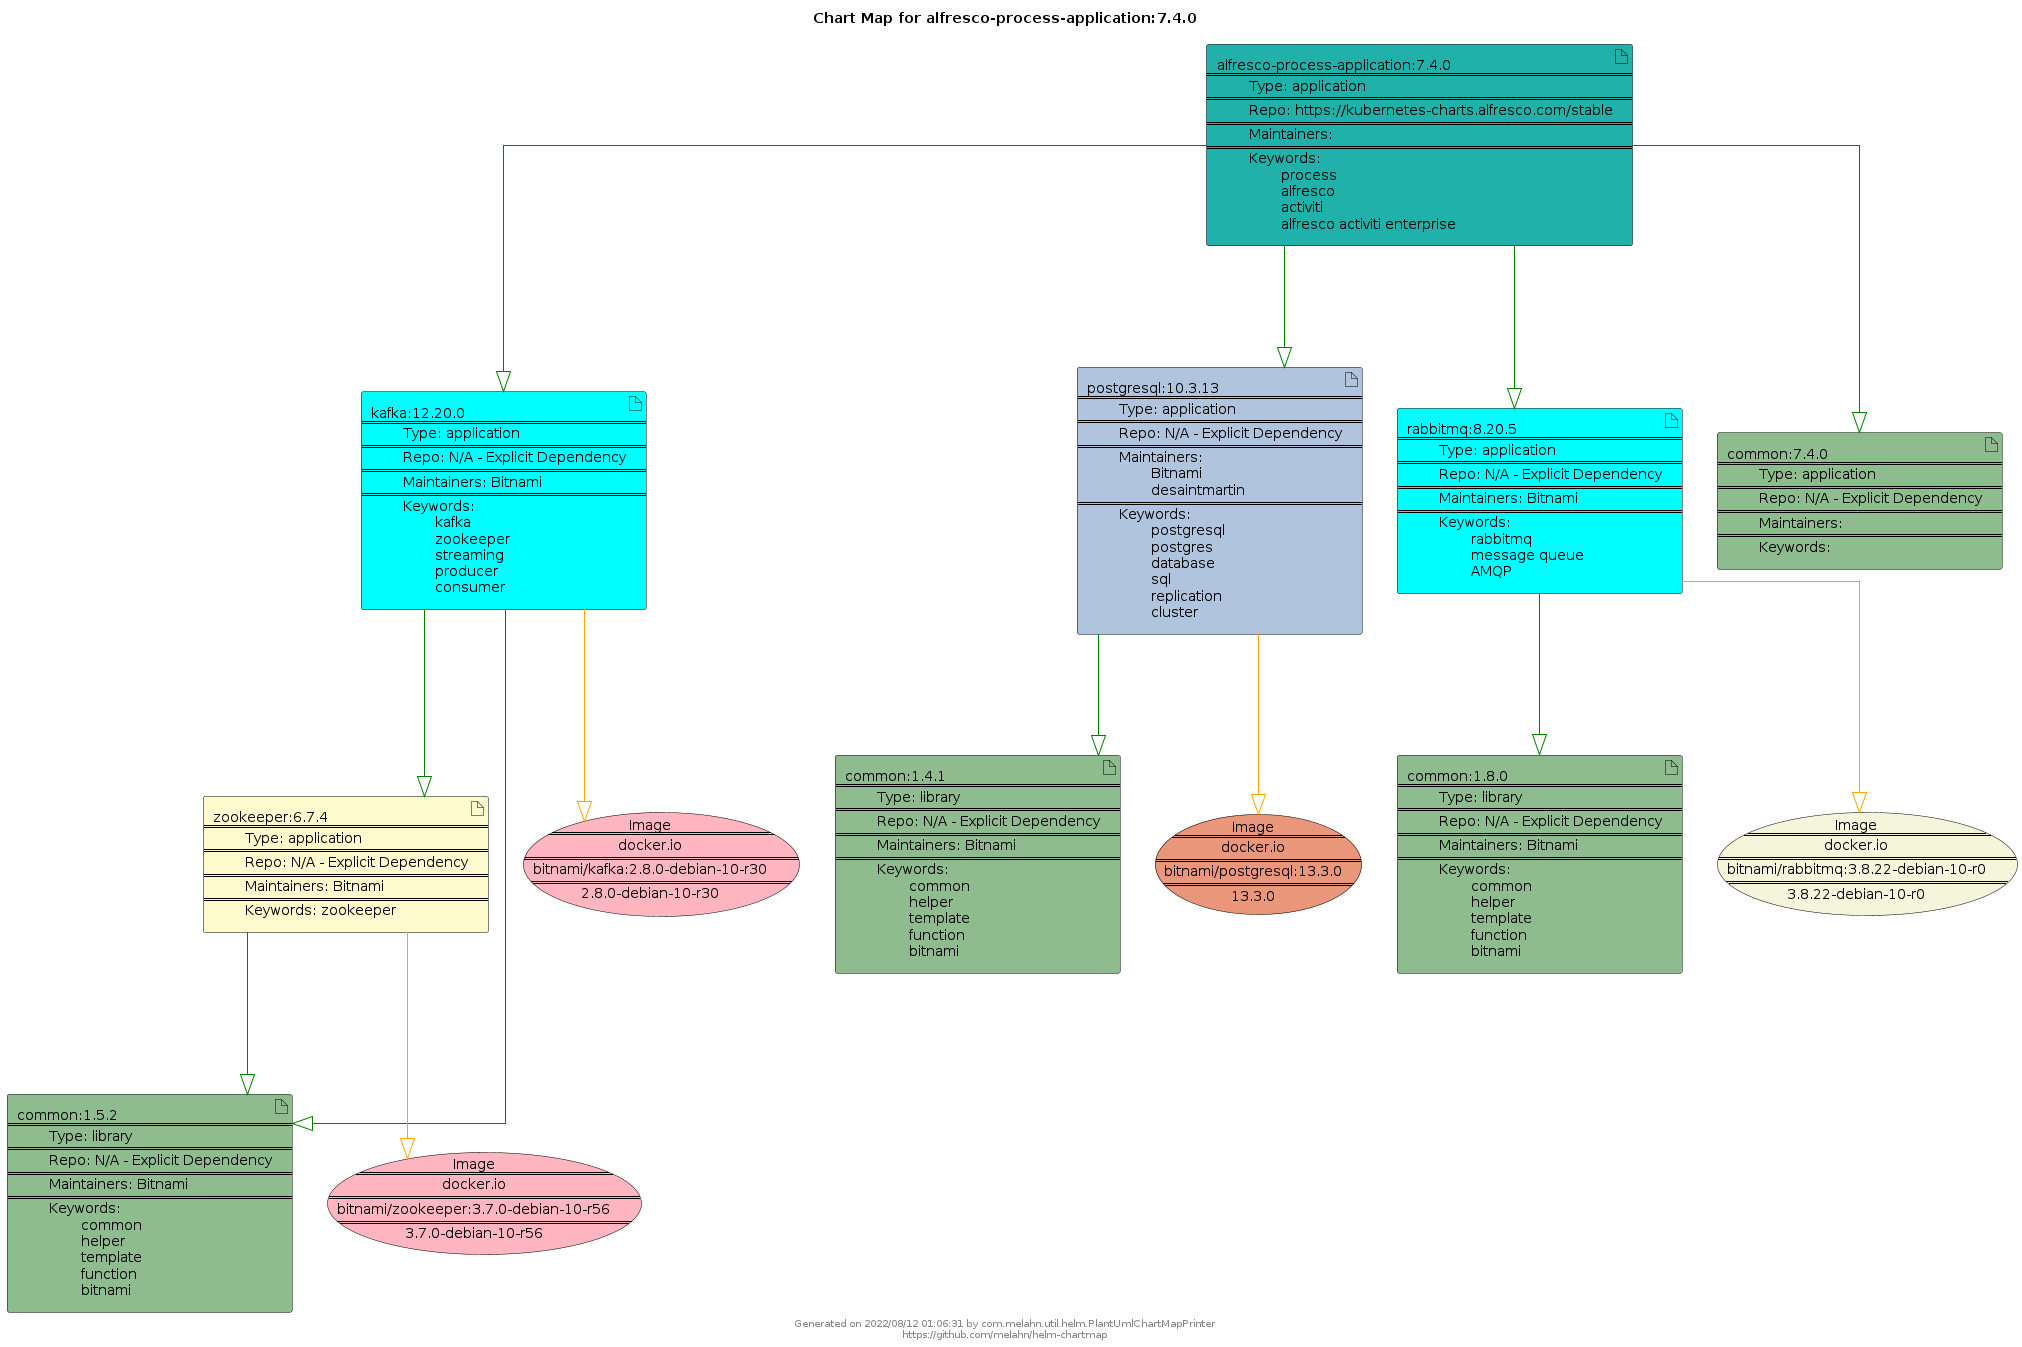 Chart Map for alfresco-process-application:7.4.0
alfresco-process-application:7.4.0
Type: application
Repo: https://kubernetes-charts.alfresco.com/stable
Maintainers:
Keywords:
process
alfresco
activiti
alfresco activiti enterprise
kafka:12.20.0
Type: application
Repo: N/A - Explicit Dependency
Maintainers: Bitnami
Keywords:
kafka
zookeeper
streaming
producer
consumer
postgresql:10.3.13
Type: application
Repo: N/A - Explicit Dependency
Maintainers:
Bitnami
desaintmartin
Keywords:
postgresql
postgres
database
sql
replication
cluster
rabbitmq:8.20.5
Type: application
Repo: N/A - Explicit Dependency
Maintainers: Bitnami
Keywords:
rabbitmq
message queue
AMQP
common:7.4.0
Type: application
Repo: N/A - Explicit Dependency
Maintainers:
Keywords:
zookeeper:6.7.4
Type: application
Repo: N/A - Explicit Dependency
Maintainers: Bitnami
Keywords: zookeeper
Image
docker.io
bitnami/kafka:2.8.0-debian-10-r30
2.8.0-debian-10-r30
common:1.4.1
Type: library
Repo: N/A - Explicit Dependency
Maintainers: Bitnami
Keywords:
common
helper
template
function
bitnami
Image
docker.io
bitnami/postgresql:13.3.0
13.3.0
common:1.8.0
Type: library
Repo: N/A - Explicit Dependency
Maintainers: Bitnami
Keywords:
common
helper
template
function
bitnami
Image
docker.io
bitnami/rabbitmq:3.8.22-debian-10-r0
3.8.22-debian-10-r0
common:1.5.2
Type: library
Repo: N/A - Explicit Dependency
Maintainers: Bitnami
Keywords:
common
helper
template
function
bitnami
Image
docker.io
bitnami/zookeeper:3.7.0-debian-10-r56
3.7.0-debian-10-r56
Generated on 2022/08/12 01:06:31 by com.melahn.util.helm.PlantUmlChartMapPrinter
https://github.com/melahn/helm-chartmap